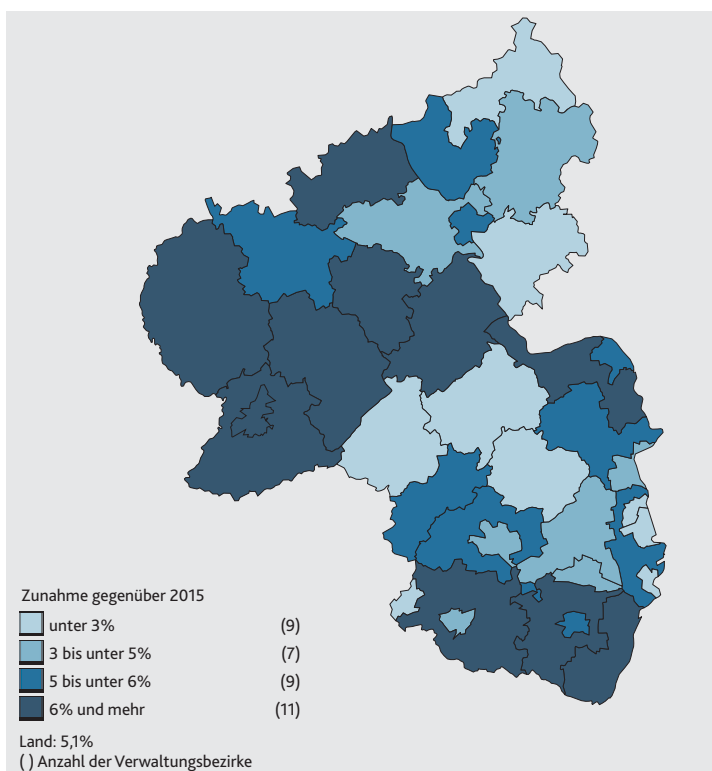 Zunahme gegenüber 2015
unter 3% (9)
3 bis unter 5% (7)
5 bis unter 6% (9)
6% und mehr (11)
Land: 5,1%
( ) Anzahl der Verwaltungsbezirke